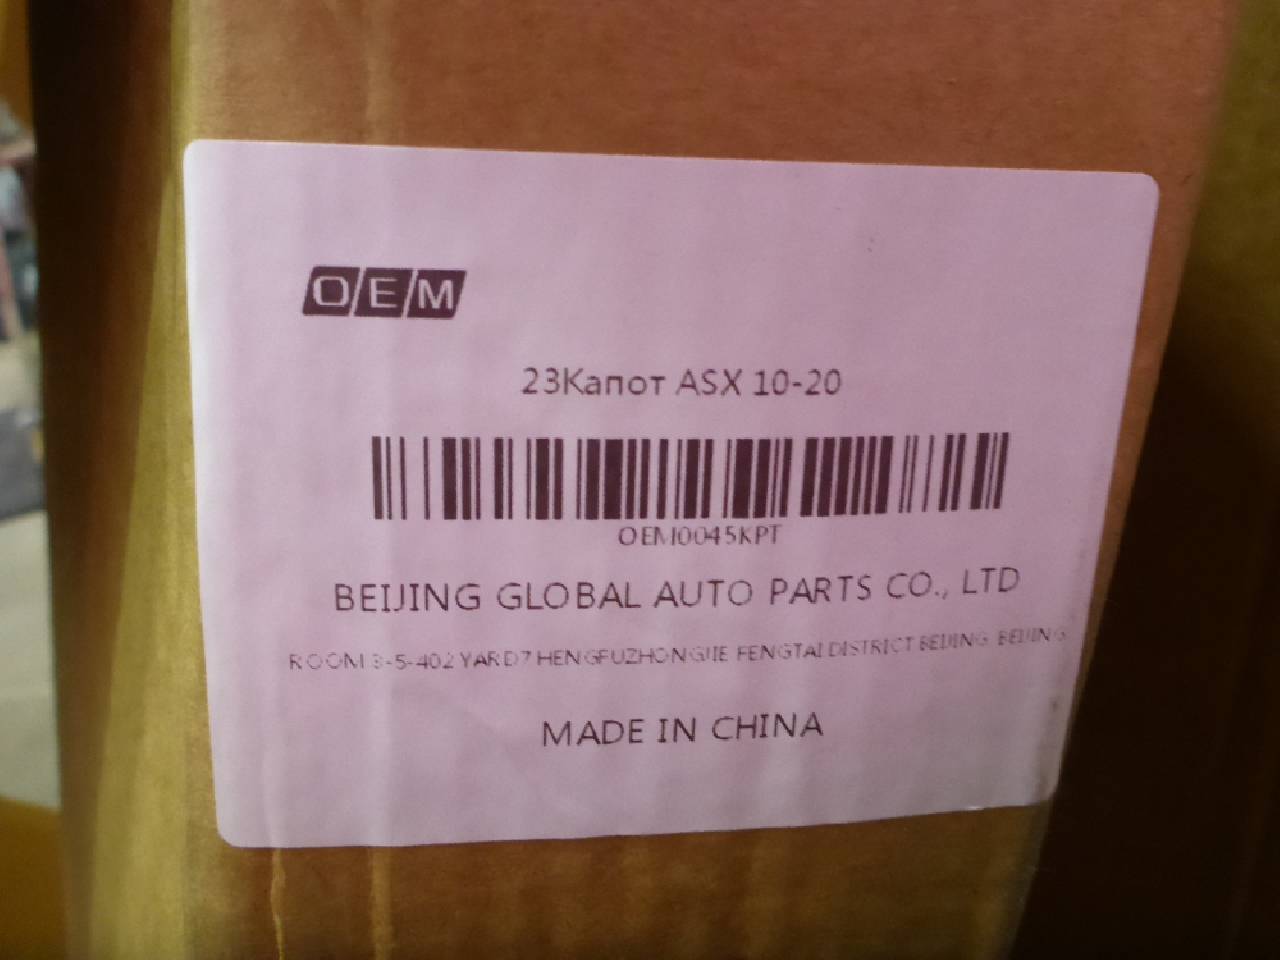 OEM
23Капот ASX 10-20
OEM0045KPT
BEIJING GLOBAL AUTO PARTS CO., LTD
ROOM 3-5-402 YARD7 HENGFUZHONGJIE FENGTAI DISTRICT BEIJING BEIJING
MADE IN CHINA